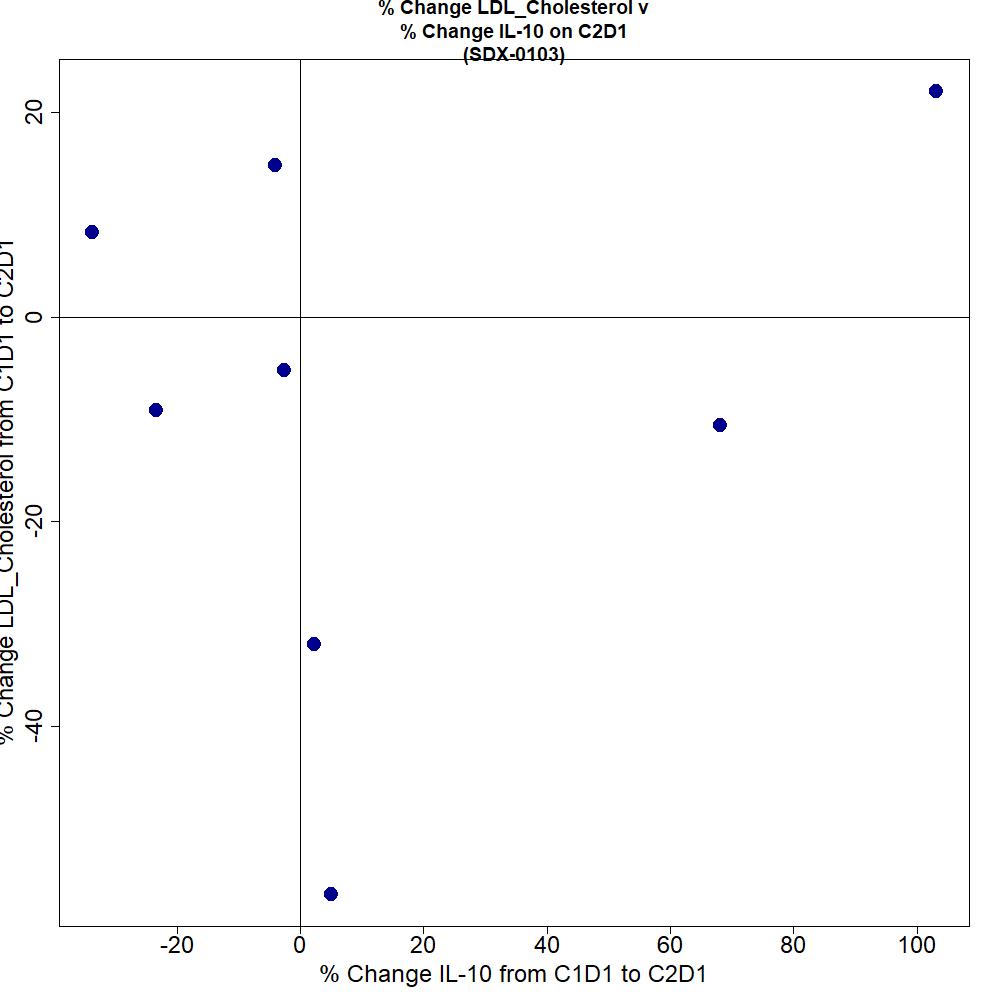 % Change LDL_Cholesterol v
% Change IL-10 on C2D1
(SDX-0103)
% Change LDL_Cholesterol from C1D1 to C2D1
20
0
-20
-40
-20
0
20
40
60
80
100
% Change IL-10 from C1D1 to C2D1